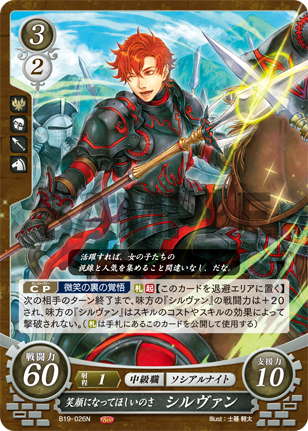 3
2
活躍すれば、女の子たちの
視線と人気を集めること間違いなし、だな。
CP 微笑の裏の覚悟 札 起 【このカードを退避エリアに置く】
次の相手のターン終了まで、味方の『シルヴァン』の戦闘力は+20
され、味方の『シルヴァン』はスキルのコストやスキルの効果によって
撃破されない。(札は手札にあるこのカードを公開して使用する)
戦闘力
60
射程 1
中級職
ソシアルナイト
支援力
10
笑顔になってほしいのさ シルヴァン
B19-026N
Illust:士基軽太